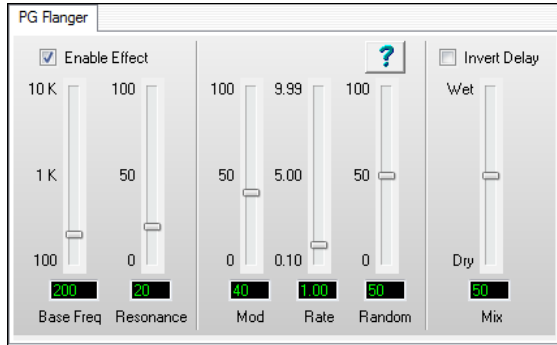 PG Flanger
Enable Effect
?
Invert Delay
10 K 100 100 9.99 100 Wet
1 K 50 50 5.00 50
100 0 0 0.10 0 Dry
200 20 40 1.00 50 50
Base Freq Resonance Mod Rate Random Mix